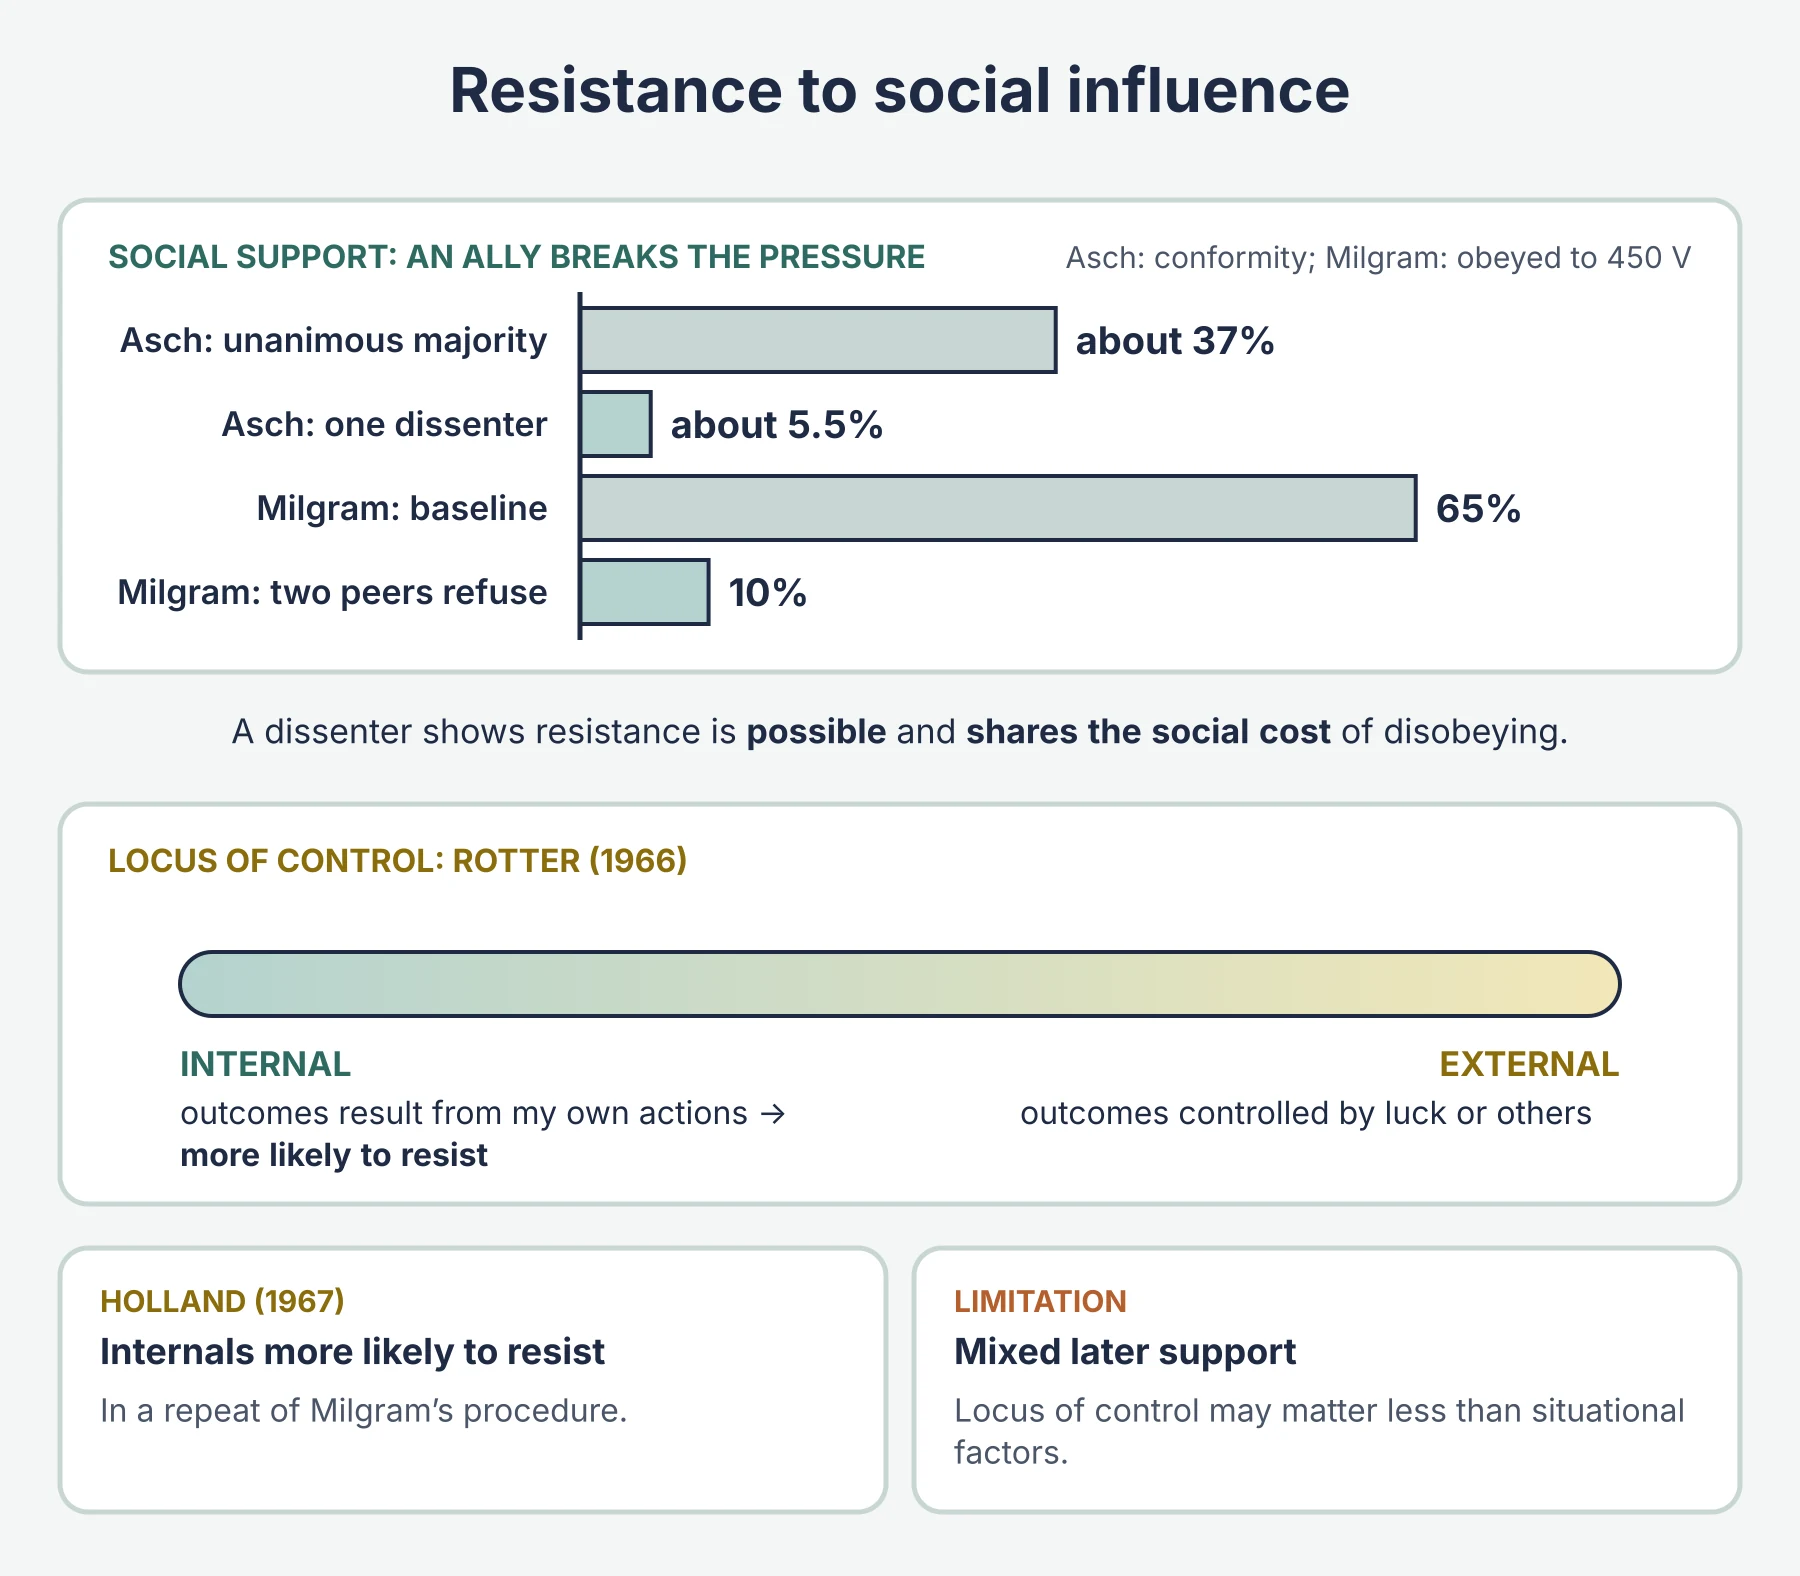 Resistance to social influence
SOCIAL SUPPORT: AN ALLY BREAKS THE PRESSURE
Asch: conformity; Milgram: obeyed to 450 V
Asch: unanimous majority
about 37%
Asch: one dissenter
about 5.5%
Milgram: baseline
65%
Milgram: two peers refuse
10%
A dissenter shows resistance is possible and shares the social cost of disobeying.
LOCUS OF CONTROL: ROTTER (1966)
INTERNAL
outcomes result from my own actions →
more likely to resist
EXTERNAL
outcomes controlled by luck or others
HOLLAND (1967)
Internals more likely to resist
In a repeat of Milgram’s procedure.
LIMITATION
Mixed later support
Locus of control may matter less than situational
factors.